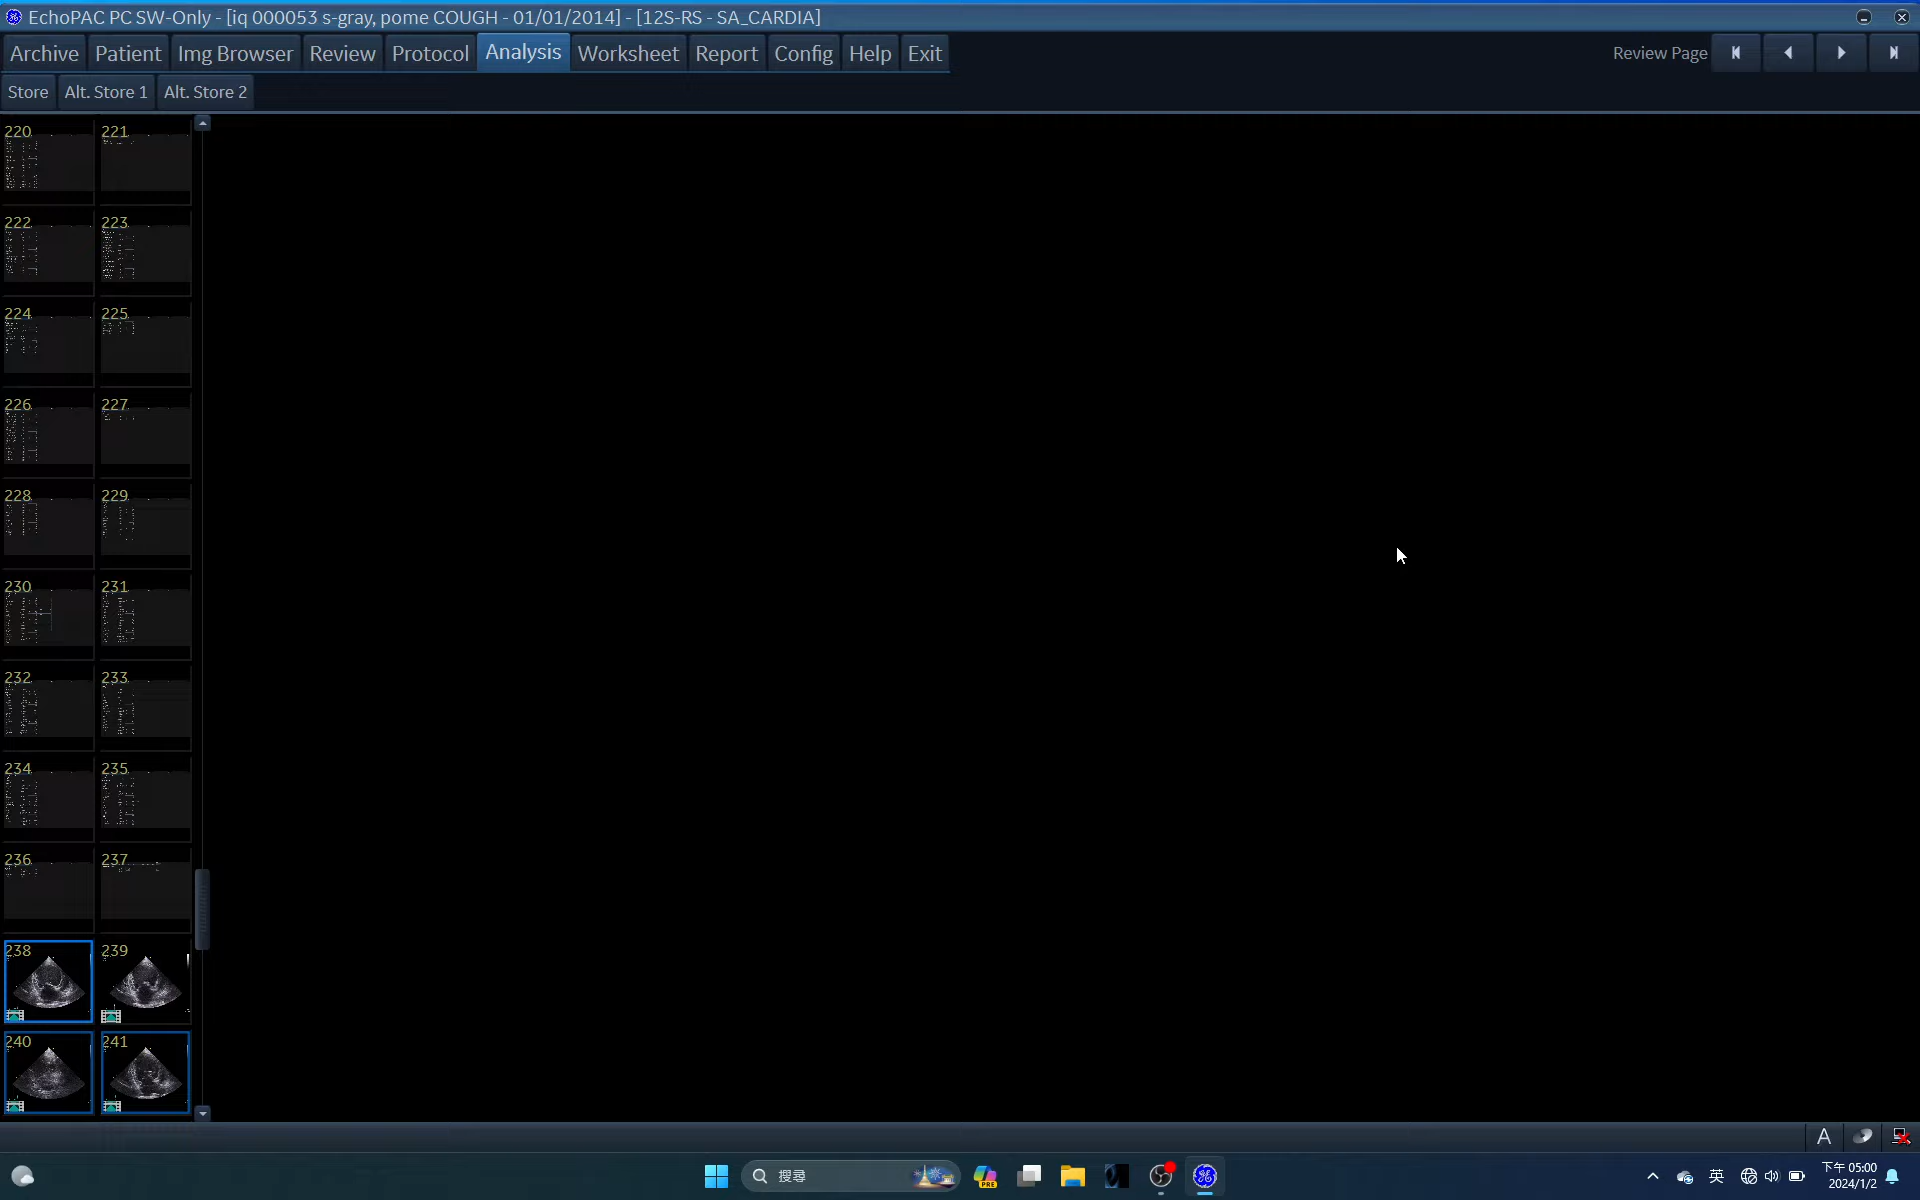 EchoPAC PC SW-Only - [iq 000053 s-gray, pome COUGH - 01/01/2014] - [12S-RS - SA_CARDIA]
Archive Patient Img Browser Review Protocol Analysis Worksheet Report Config Help Exit Review Page
Store Alt. Store 1 Alt. Store 2
220 221
222 223
224 225
226 227
228 229
230 231
232 233
234 235
236 237
238 239
240 241
A
搜尋
PRE
英
下午 05:00
2024/1/2